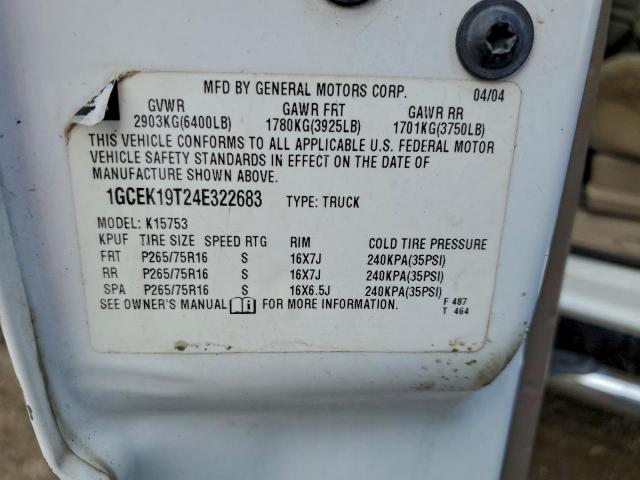 MFD BY GENERAL MOTORS CORP. 04/04
GVWR GAWR FRT GAWR RR
2903KG(6400LB) 1780KG(3925LB) 1701KG(3750LB)
THIS VEHICLE CONFORMS TO ALL APPLICABLE U.S. FEDERAL MOTOR
VEHICLE SAFETY STANDARDS IN EFFECT ON THE DATE OF
MANUFACTURE SHOWN ABOVE.
1GCEK19T24E322683 TYPE: TRUCK
MODEL: K15753
KPUF TIRE SIZE SPEED RTG RIM COLD TIRE PRESSURE
FRT P265/75R16 S 16X7J 240KPA(35PSI)
RR P265/75R16 S 16X7J 240KPA(35PSI)
SPA P265/75R16 S 16X6.5J 240KPA(35PSI)
SEE OWNER'S MANUAL FOR MORE INFORMATION.
F 487
T 464